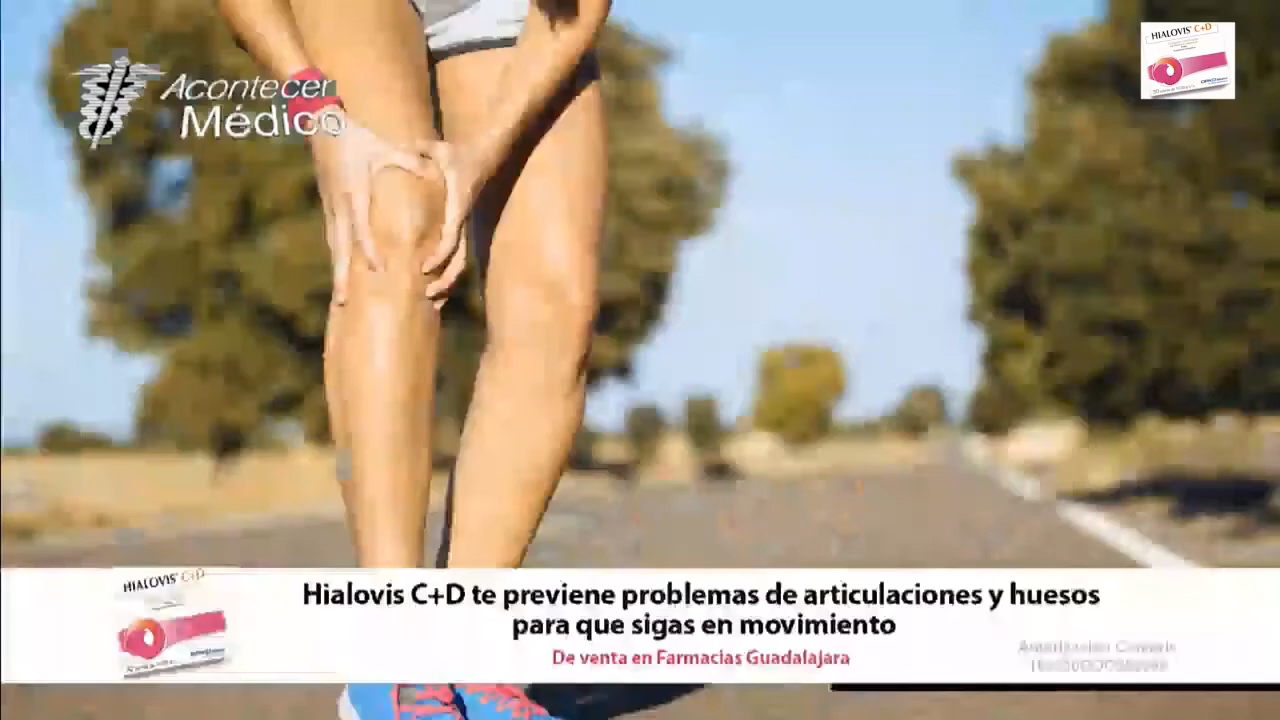 Acontecer
Médico
HIALOVIS C+D
HIALOVIS C+D
Hialovis C+D te previene problemas de articulaciones y huesos
para que sigas en movimiento
De venta en Farmacias Guadalajara